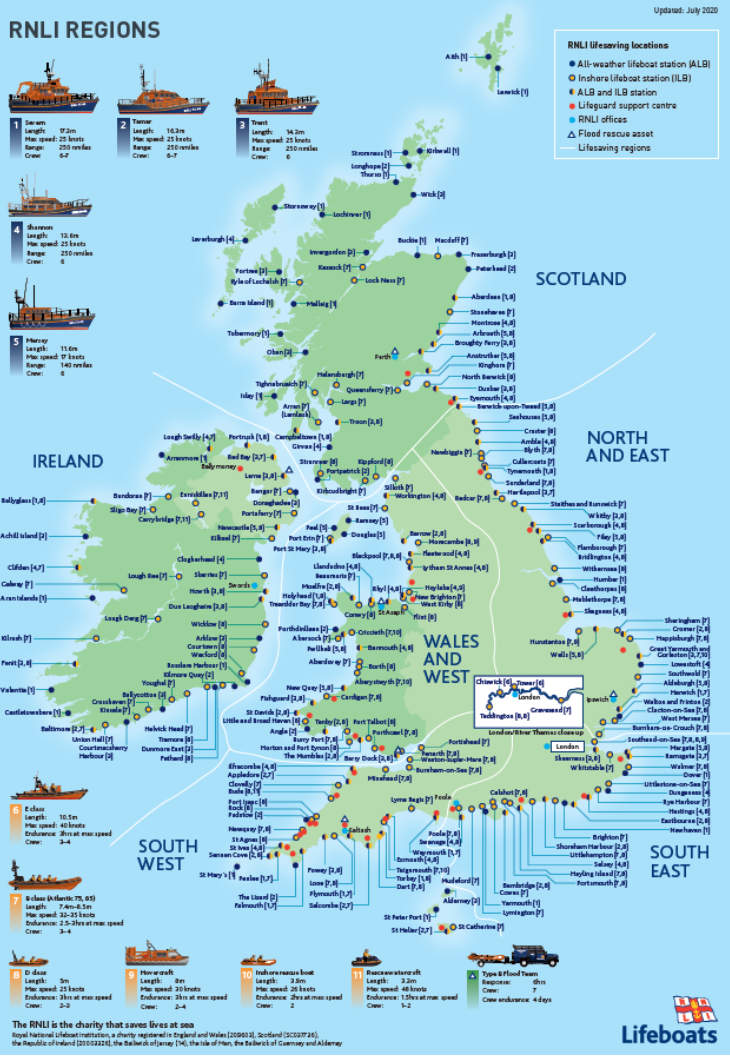 Updated: July 2020
RNLI REGIONS
RNLI lifesaving locations
All-weather lifeboat station (ALB)
Inshore lifeboat station (ILB)
ALB and ILB station
Lifeguard support centre
RNLI offices
Flood rescue asset
Lifesaving regions
1
Severn
Length: 17.3m
Max speed: 25 knots
Range: 250 nmiles
Crew: 6-7
2
Tamar
Length: 16.3m
Max speed: 25 knots
Range: 250 nmiles
Crew: 6-7
3
Trent
Length: 14.3m
Max speed: 25 knots
Range: 250 nmiles
Crew: 6
4
Shannon
Length: 13.6m
Max speed: 25 knots
Range: 250 nmiles
Crew: 6
5
Mersey
Length: 11.6m
Max speed: 17 knots
Range: 140 nmiles
Crew: 6
SCOTLAND
Aith [1]
Lerwick [1]
Stromness [1]
Kirkwall [1]
Longhope [2]
Thurso [1]
Wick [3]
Stornoway [1]
Lochinver [1]
Leverburgh [4]
Buckie [1]
Macduff [7]
Fraserburgh [3]
Peterhead [2]
Invergordon [3]
Kessock [7]
Loch Ness [7]
Portree [3]
Kyle of Lochalsh [7]
Barra Island [1]
Mallaig [1]
Aberdeen [1,8]
Stonehaven [7]
Montrose [4,8]
Arbroath [5,8]
Broughty Ferry [3,8]
Tobermory [1]
Oban [3]
Perth
Anstruther [5,8]
Kinghorn [7]
North Berwick [8]
Dunbar [3,8]
Eyemouth [4,8]
Helensburgh [7]
Queensferry [7]
Tighnabruaich [7]
Islay [1]
Arran [7]
(Lamlash)
Largs [7]
Troon [3,8]
Campbeltown [1,8]
Girvan [4]
Stranraer [8]
Portpatrick [2]
Kippford [8]
Kirkcudbright [7]
NORTH
AND EAST
Berwick-upon-Tweed [5,8]
Seahouses [5,8]
Craster [8]
Amble [4,8]
Blyth [7,8]
Newbiggin [7]
Cullercoats [7]
Tynemouth [1,8]
Sunderland [7,8]
Hartlepool [3,7]
Redcar [7,8]
Staithes and Runswick [7]
Whitby [3,8]
Scarborough [4,8]
Filey [5,8]
Flamborough [7]
Bridlington [4,8]
Withernsea [8]
Humber [1]
Cleethorpes [8]
Mablethorpe [7,8]
Skegness [4,8]
IRELAND
Lough Swilly [4,7]
Portrush [1,8]
Arranmore [1]
Red Bay [3,7]
Ballymoney
Larne [3,8]
Bangor [7]
Donaghadee [3]
Portaferry [7]
Newcastle [5,8]
Kilkeel [7]
Ballyglass [1,8]
Bundoran [7]
Enniskillen [7,11]
Sligo Bay [7]
Carrybridge [7,11]
Achill Island [3]
Clifden [4,7]
Galway [7]
Aran Islands [1]
Clogherhead [4]
Lough Ree [7]
Skerries [7]
Swords
Howth [3,8]
Dun Laoghaire [3,8]
Lough Derg [7]
Wicklow [8]
Arklow [3]
Courtown [8]
Wexford [8]
Rosslare Harbour [1]
Kilmore Quay [2]
Kilrush [7]
Fenit [3,8]
Valentia [1]
Castletownbere [1]
Youghal [7]
Ballycotton [3]
Crosshaven [7]
Kinsale [7]
Baltimore [2,7]
Union Hall [7]
Courtmacsherry
Harbour [3]
Helvick Head [7]
Tramore [8]
Dunmore East [3]
Fethard [8]
WALES
AND
WEST
Silloth [7]
Workington [4,8]
St Bees [7]
Peel [5]
Ramsey [5]
Douglas [5]
Port Erin [7]
Port St Mary [3,8]
Barrow [2,8]
Morecambe [8,9]
Fleetwood [4,8]
Blackpool [7,8,8]
Lytham St Annes [4,8]
Llandudno [4,8]
Beaumaris [7]
Moelfre [2,8]
Holyhead [1,8]
Trearddur Bay [7,8]
Rhyl [4,8]
Hoylake [4,9]
New Brighton [7]
West Kirby [8]
Conwy [8]
St Asaph
Flint [8]
Porthdinllaen [2]
Criccieth [7,10]
Abersoch [7]
Pwllheli [5,8]
Barmouth [4,8]
Aberdovey [7]
Borth [8]
Aberystwyth [7,10]
New Quay [5,8]
Cardigan [7,8]
Fishguard [3,8]
St Davids [2,8]
Little and Broad Haven [8]
Angle [2]
Tenby [2,8]
Port Talbot [8]
Burry Port [7,8]
Porthcawl [7,8]
Horton and Port Eynon [8]
The Mumbles [2,8]
Barry Dock [3,8]
Portishead [7]
Penarth [7,8]
Weston-super-Mare [7,8]
Burnham-on-Sea [7,8]
SOUTH
WEST
Minehead [7,8]
Ilfracombe [4,8]
Appledore [2,7]
Clovelly [7]
Bude [8,11]
Port Isaac [8]
Rock [8]
Padstow [2]
Newquay [7,8]
St Agnes [8]
St Ives [4,8]
Sennen Cove [2,8]
St Mary's [1]
Penlee [1,7]
Lyme Regis [7]
Poole
Saltash
Fowey [3,8]
Looe [7,8]
Plymouth [1,7]
Salcombe [2,7]
The Lizard [2]
Falmouth [1,7]
Poole [7,8]
Swanage [4,8]
Weymouth [1,7]
Exmouth [4,8]
Teignmouth [7,10]
Torbay [1,8]
Dart [7,8]
Mudeford [7]
Alderney [3]
St Peter Port [1]
St Helier [2,7]
St Catherine [7]
SOUTH
EAST
Sheringham [7]
Cromer [2,8]
Happisburgh [7,8]
Great Yarmouth and
Gorleston [3,7,10]
Lowestoft [4]
Southwold [7]
Aldeburgh [5,8]
Harwich [1,7]
Walton and Frinton [2]
Clacton-on-Sea [7,8]
West Mersea [7]
Burnham-on-Crouch [7,8]
Southend-on-Sea [7,8,8,9]
Hunstanton [7,9]
Wells [5,8]
Ipswich
Chiswick [6]
Tower [6]
London
Teddington [8,8]
Gravesend [7]
London/River Thames close up
London
Sheerness [3,8]
Whitstable [7]
Margate [5,8]
Ramsgate [3,7]
Walmer [7,8]
Dover [1]
Littlestone-on-Sea [7]
Dungeness [4]
Rye Harbour [7]
Hastings [4,8]
Eastbourne [2,8]
Newhaven [1]
Calshot [7,8]
Brighton [7]
Shoreham Harbour [2,8]
Littlehampton [7,8]
Selsey [4,8]
Hayling Island [7,8]
Portsmouth [7,8]
Bembridge [2,8]
Cowes [7]
Yarmouth [1]
Lymington [7]
6
E class
Length: 10.5m
Max speed: 40 knots
Endurance: 3hrs at max speed
Crew: 3-4
7
B class (Atlantic 75, 85)
Length: 7.4m-8.5m
Max speed: 32-35 knots
Endurance: 2.5-3hrs at max speed
Crew: 3-4
8
D class
Length: 5m
Max speed: 25 knots
Endurance: 3hrs at max speed
Crew: 2-3
9
Hovercraft
Length: 8m
Max speed: 30 knots
Endurance: 3hrs at max speed
Crew: 2-4
10
Inshore rescue boat
Length: 3.9m
Max speed: 26 knots
Endurance: 2hrs at max speed
Crew: 2
11
Rescue watercraft
Length: 3.2m
Max speed: 46 knots
Endurance: 1.5hrs at max speed
Crew: 1-2
Type B Flood Team
Response: 6hrs
Crew: 7
Crew endurance: 4 days
The RNLI is the charity that saves lives at sea
Royal National Lifeboat Institution, a charity registered in England and Wales (209603), Scotland (SC037736),
the Republic of Ireland (20003326), the Bailiwick of Jersey (14), the Isle of Man, the Bailiwick of Guernsey and Alderney
RNLI
Lifeboats